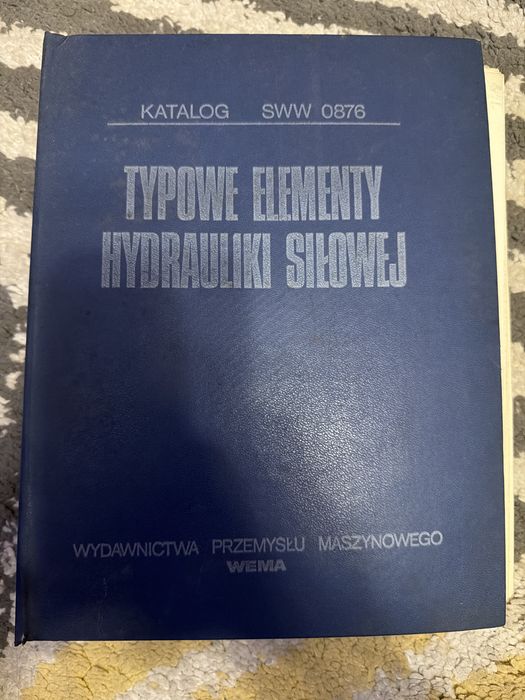 KATALOG SWW 0876
TYPOWE ELEMENTY
HYDRAULIKI SIŁOWEJ
WYDAWNICTWA PRZEMYSŁU MASZYNOWEGO
WEMA